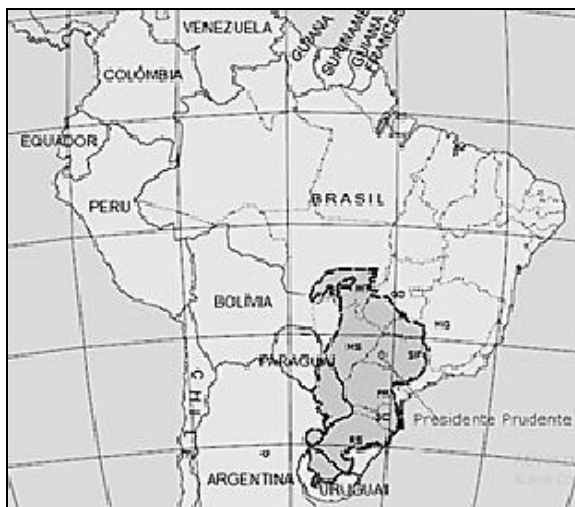 VENEZUELA
GUIANA
SURINAME
GUIANA
FRANCESA
COLÔMBIA
EQUADOR
PERU
BRASIL
BOLÍVIA
GO
MG
MS
SP
PARAGUAI
PR
SC
Presidente Prudente
RS
ARGENTINA
URUGUAI